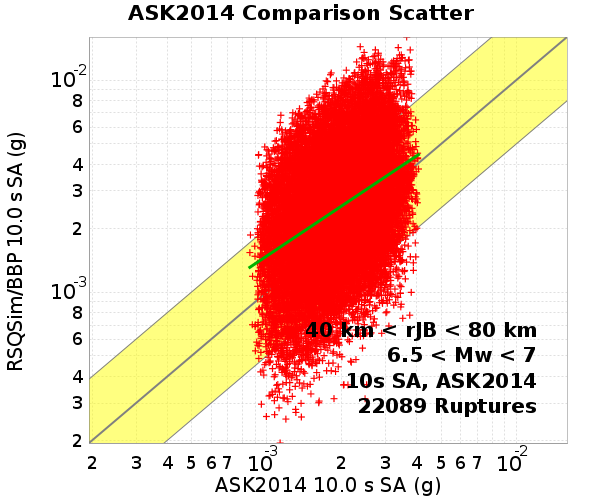 ASK2014 Comparison Scatter
RSQSim/BBP 10.0 s SA (g)
10^-2
8
6
4
3
2
10^-3
8
6
4
3
2
40 km < rJB < 80 km
6.5 < Mw < 7
10s SA, ASK2014
22089 Ruptures
2 3 4 5 6 7 10^-3 2 3 4 5 6 7 10^-2
ASK2014 10.0 s SA (g)